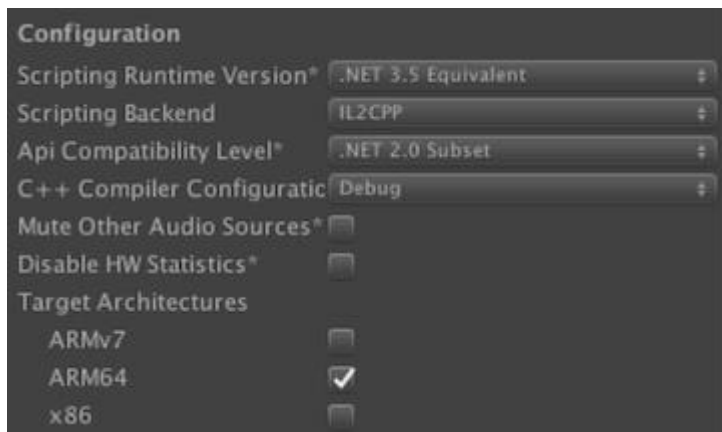 Configuration
Scripting Runtime Version* .NET 3.5 Equivalent
Scripting Backend IL2CPP
Api Compatibility Level* .NET 2.0 Subset
C++ Compiler Configuratic Debug
Mute Other Audio Sources*
Disable HW Statistics*
Target Architectures
ARMv7
ARM64
x86